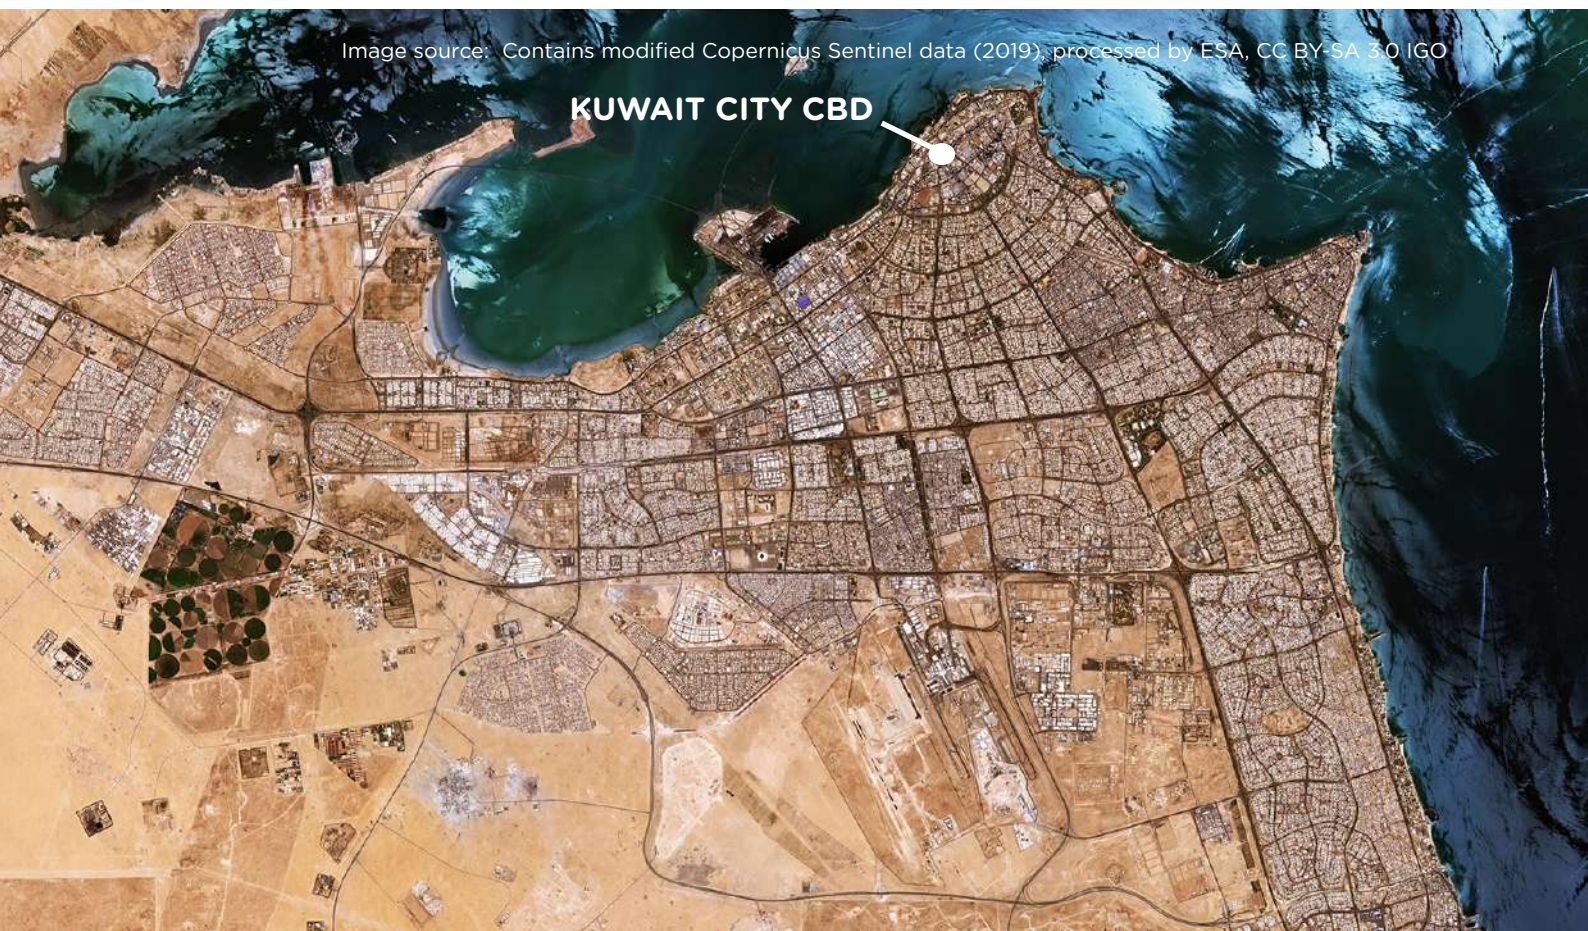 Image source:  Contains modified Copernicus Sentinel data (2019), processed by ESA, CC BY-SA 3.0 IGO
KUWAIT CITY CBD